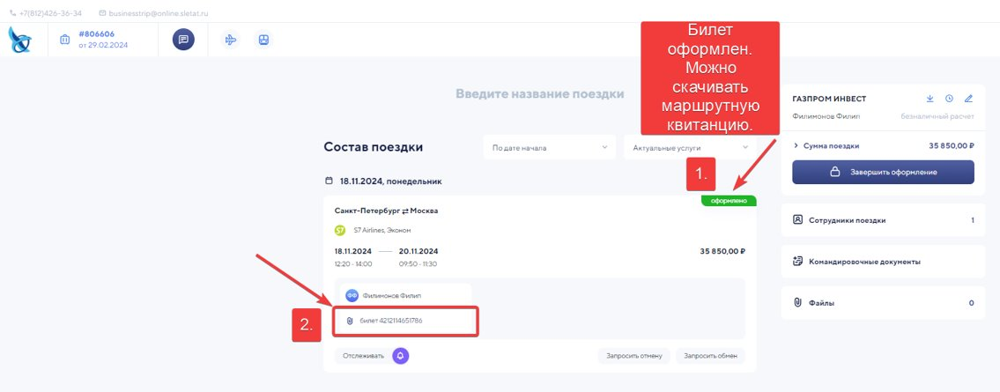 +7(812)426-36-34 businesstrip@online.sletat.ru
#806606
от 29.02.2024
Билет
оформлен.
Можно
скачивать
маршрутную
квитанцию.
Введите название поездки
Состав поездки
По дате начала
Актуальные услуги
1.
18.11.2024, понедельник
оформлено
Санкт-Петербург ⇄ Москва
S7 S7 Airlines, Эконом
18.11.2024 — 20.11.2024 35 850,00 ₽
12:20 - 14:00 09:50 - 11:30
ФФ Филимонов Филип
2.
билет 4212114651786
Отслеживать
Запросить отмену
Запросить обмен
ГАЗПРОМ ИНВЕСТ
Филимонов Филип безналичный расчет
Сумма поездки 35 850,00 ₽
Завершить оформление
Сотрудники поездки 1
Командировочные документы
Файлы 0